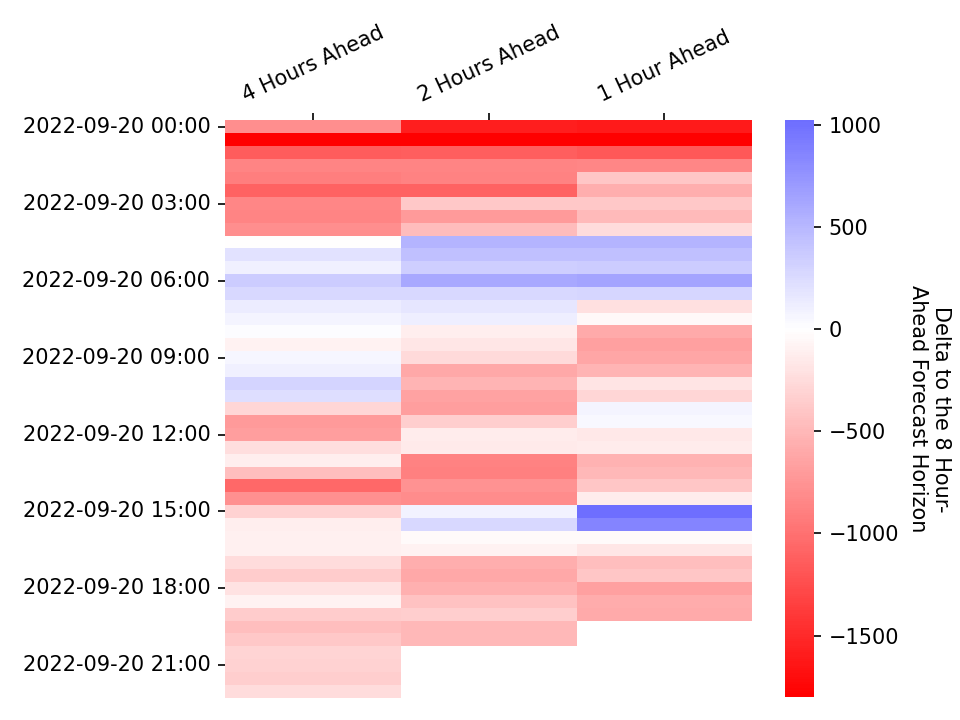 4 Hours Ahead
2 Hours Ahead
1 Hour Ahead
2022-09-20 00:00
2022-09-20 03:00
2022-09-20 06:00
2022-09-20 09:00
2022-09-20 12:00
2022-09-20 15:00
2022-09-20 18:00
2022-09-20 21:00
1000
500
0
−500
−1000
−1500
Delta to the 8 Hour-
Ahead Forecast Horizon